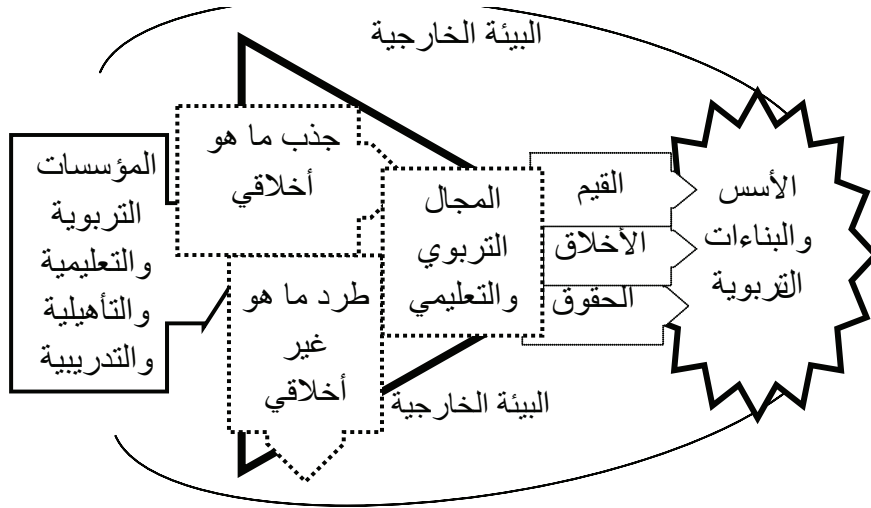 البيئة الخارجية
الأسس
والبناءات
التربوية
القيم
الأخلاق
الحقوق
المجال
التربوي
والتعليمي
جذب ما هو
أخلاقي
طرد ما هو
غير
أخلاقي
المؤسسات
التربوية
والتعليمية
والتأهيلية
والتدريبية
البيئة الخارجية